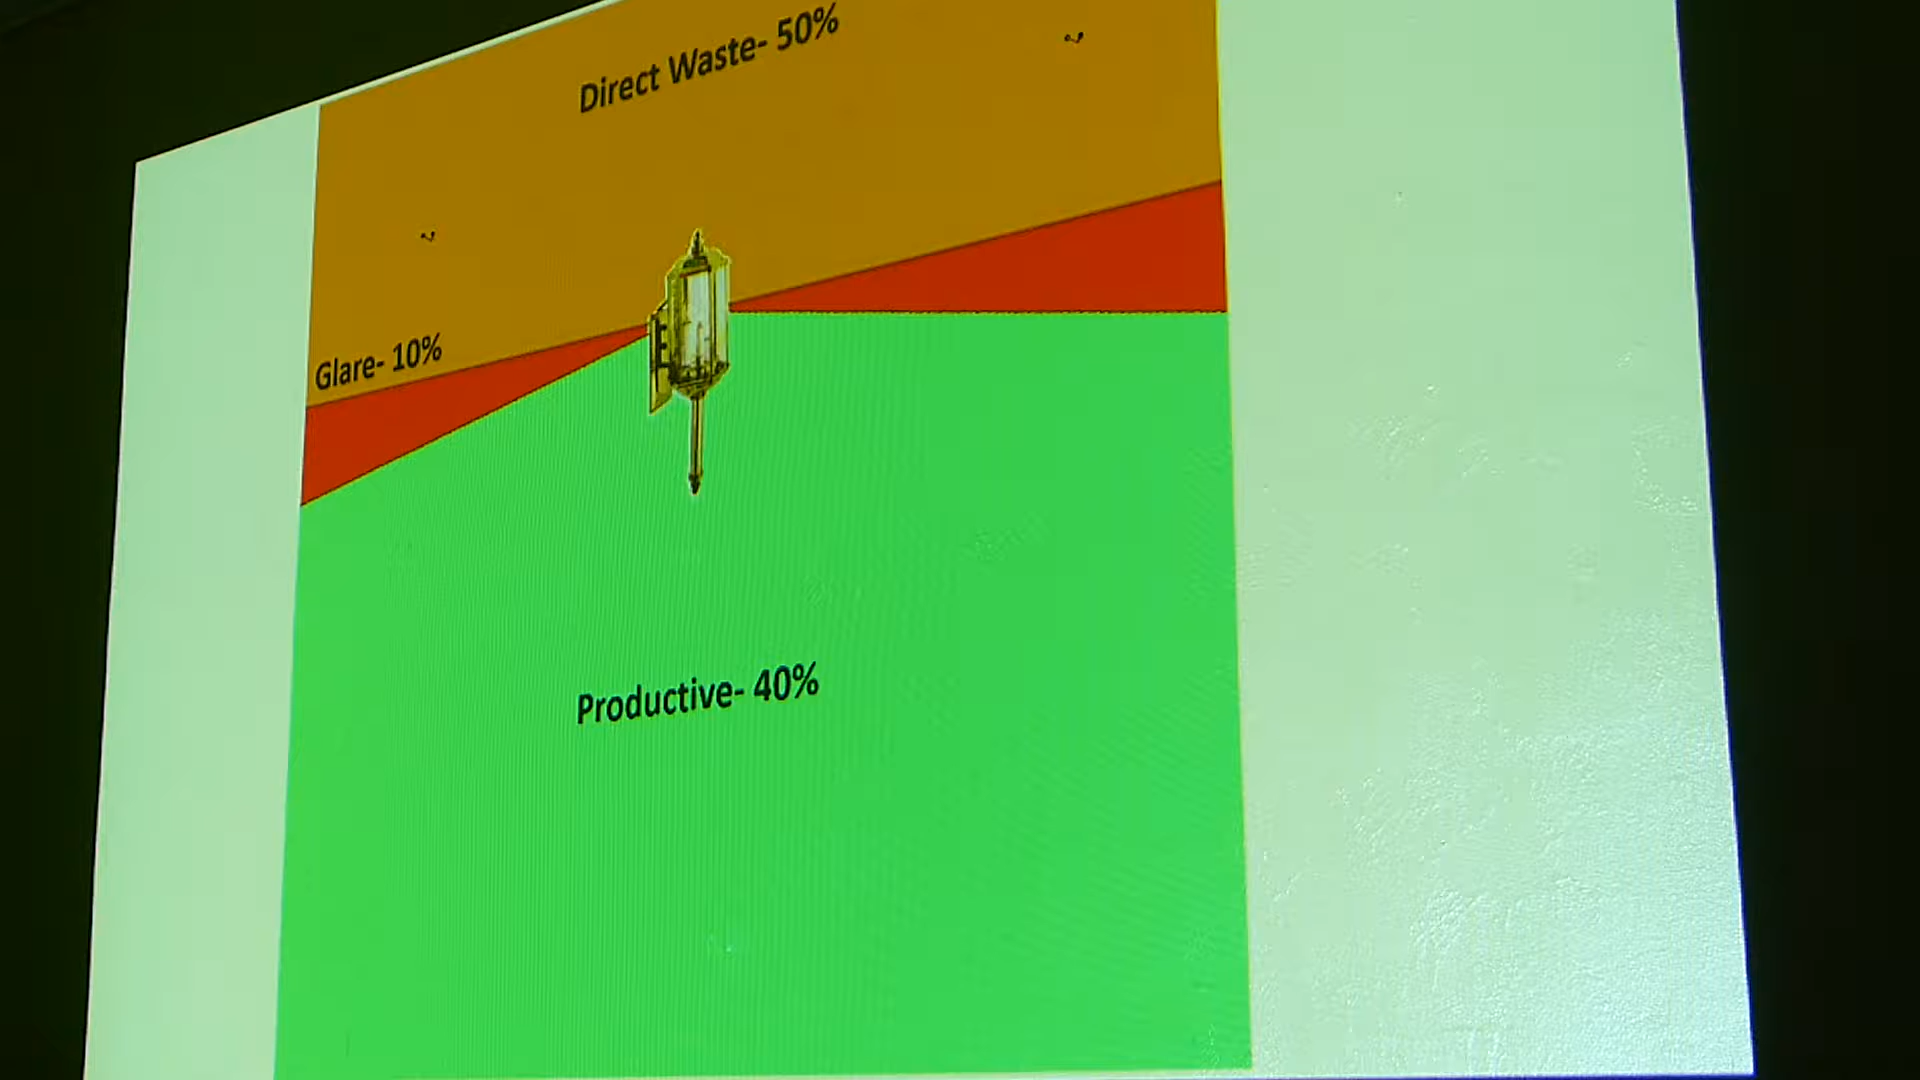 Direct Waste- 50%
Glare- 10%
Productive- 40%